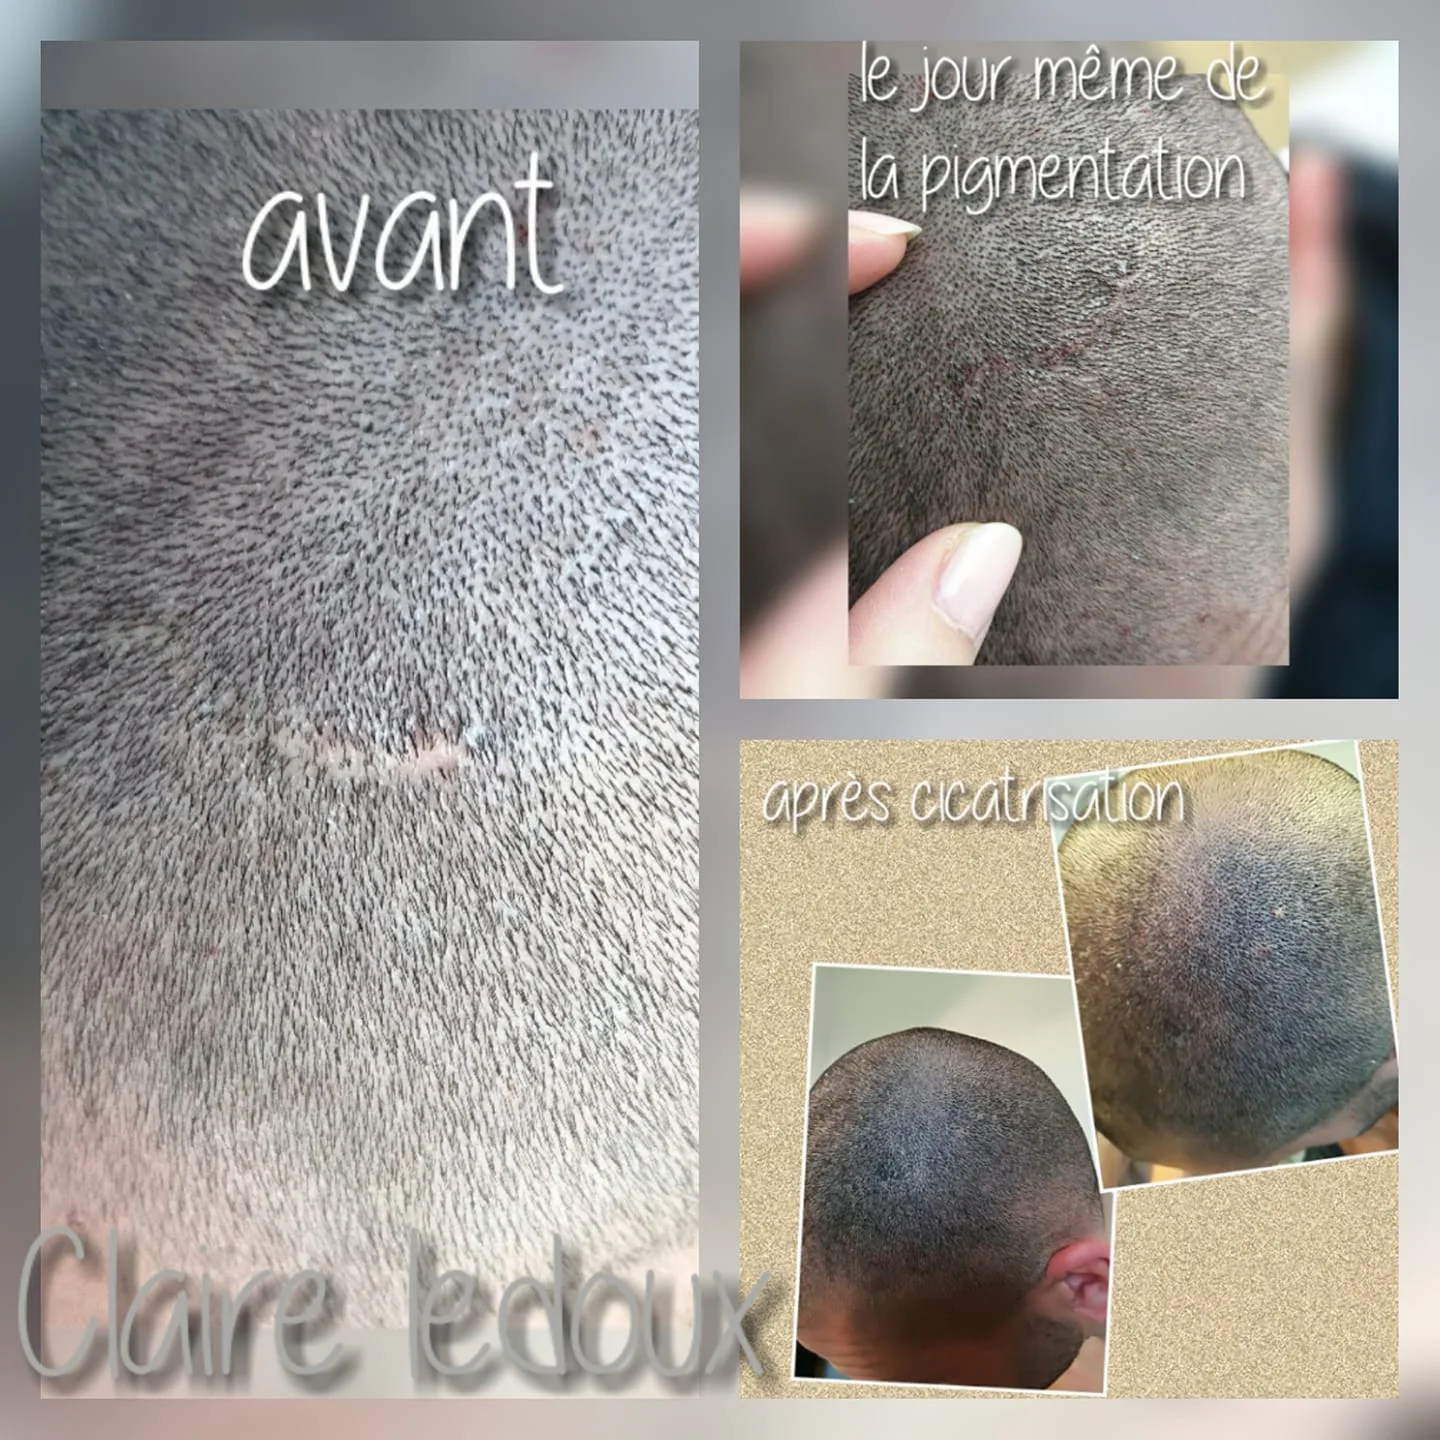 avant
le jour même de
la pigmentation
après cicatrisation
Claire ledoux